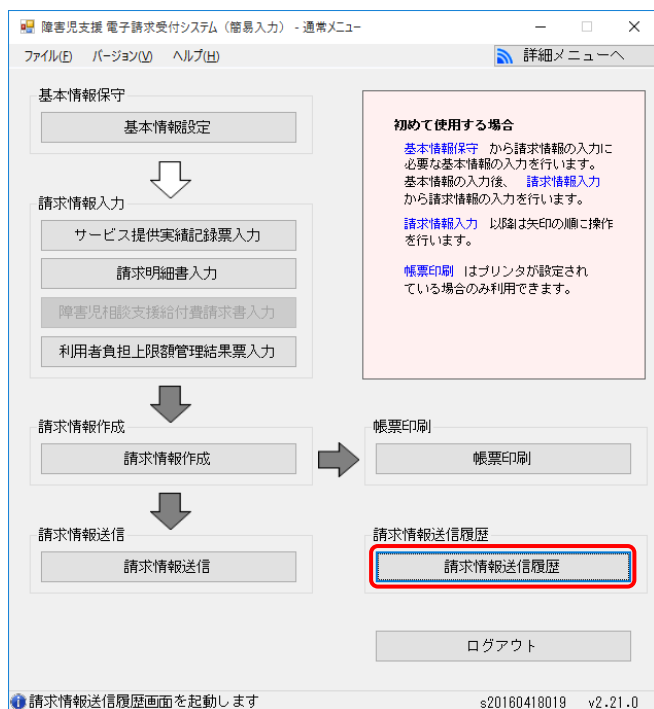 障害児支援 電子請求受付システム（簡易入力） - 通常メニュー
ファイル(F) バージョン(V) ヘルプ(H)
詳細メニューへ
基本情報保守
基本情報設定
初めて使用する場合
基本情報保守 から請求情報の入力に
必要な基本情報の入力を行います。
基本情報の入力後、 請求情報入力
から請求情報の入力を行います。
請求情報入力 以降は矢印の順に操作
を行います。
帳票印刷 はプリンタが設定され
ている場合のみ利用できます。
請求情報入力
サービス提供実績記録票入力
請求明細書入力
障害児相談支援給付費請求書入力
利用者負担上限額管理結果票入力
請求情報作成
請求情報作成
帳票印刷
帳票印刷
請求情報送信
請求情報送信
請求情報送信履歴
請求情報送信履歴
ログアウト
請求情報送信履歴画面を起動します
s20160418019 v2.21.0